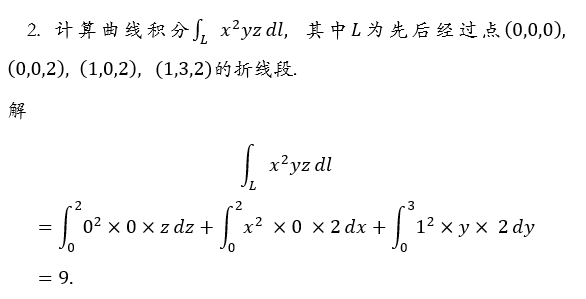 2. 计算曲线积分∫_L x²yz dl, 其中L为先后经过点(0,0,0),
(0,0,2), (1,0,2), (1,3,2)的折线段.
解
∫_L x²yz dl
= ∫_0^2 0² × 0 × z dz + ∫_0^2 x² × 0 × 2 dx + ∫_0^3 1² × y × 2 dy
= 9.